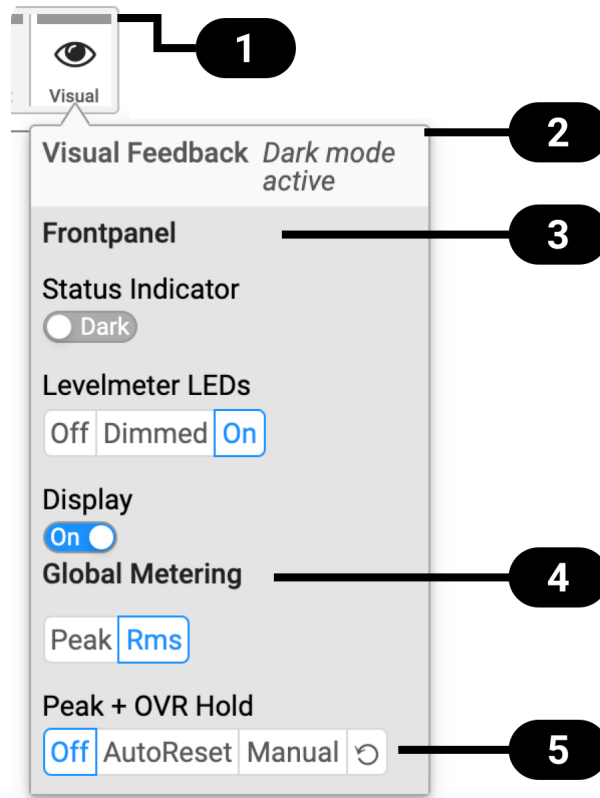 1
Visual
2
Visual Feedback Dark mode
active
Frontpanel
3
Status Indicator
Dark
Levelmeter LEDs
Off Dimmed On
Display
On
Global Metering
4
Peak Rms
Peak + OVR Hold
Off AutoReset Manual
5